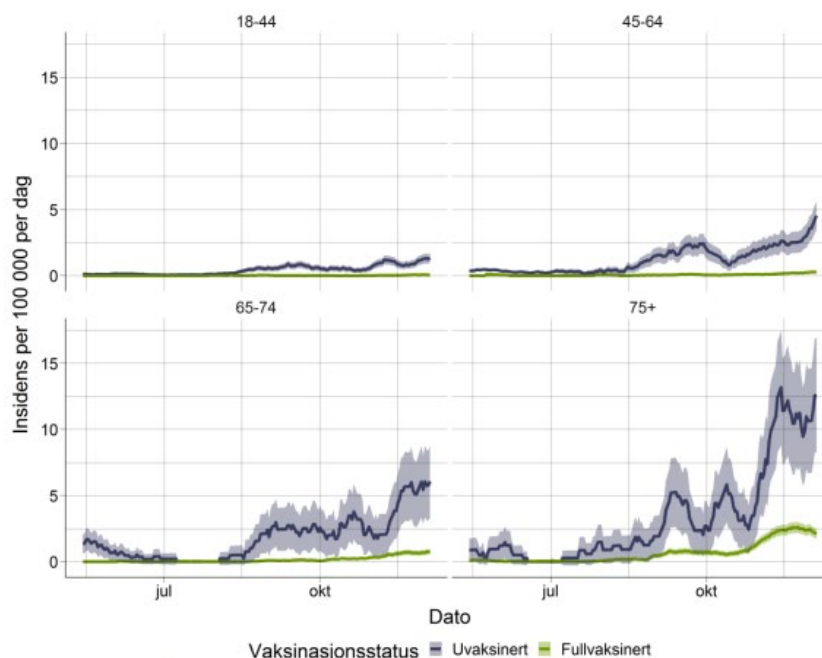 18-44
45-64
15
10
5
0
65-74
75+
15
10
5
0
jul
okt
jul
okt
Insidens per 100 000 per dag
Dato
Vaksinasjonsstatus Uvaksinert Fullvaksinert